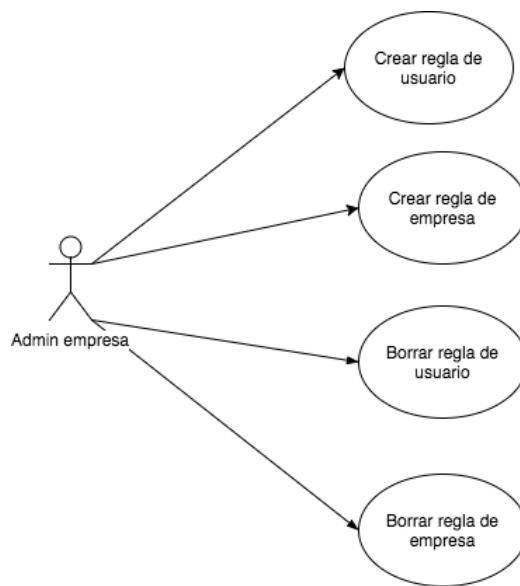 Crear regla de
usuario
Crear regla de
empresa
Admin empresa
Borrar regla de
usuario
Borrar regla de
empresa